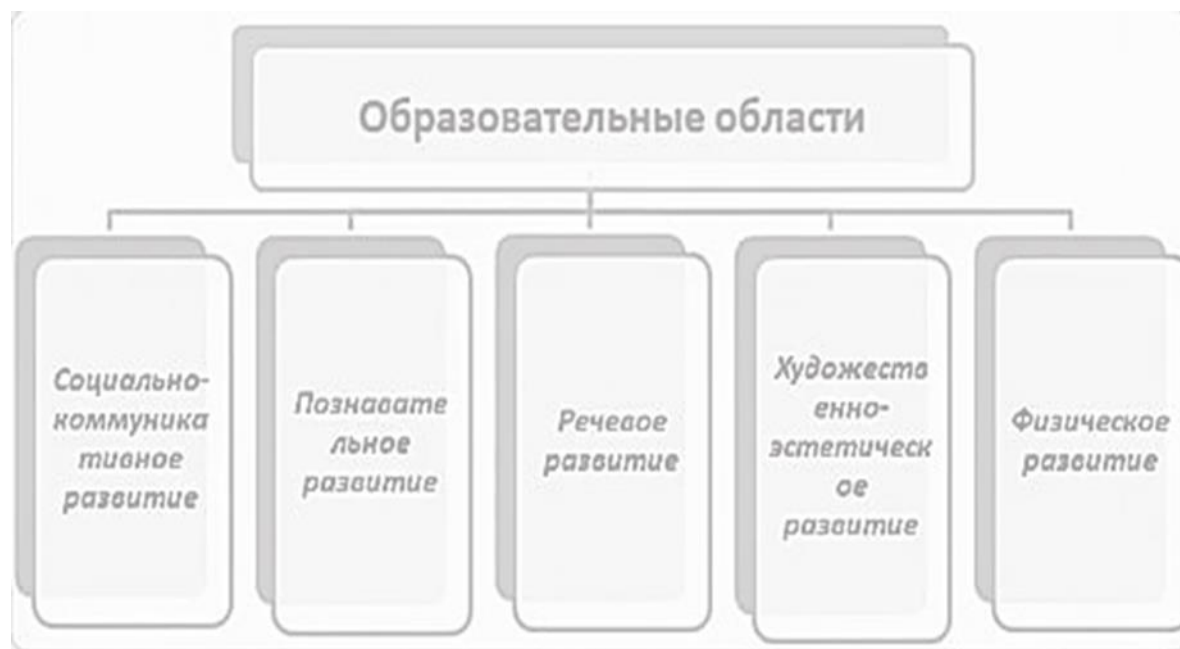 Образовательные области
Социально-
коммуника
тивное
развитие
Познавате
льное
развитие
Речевое
развитие
Художеств
енно-
эстетическ
ое
развитие
Физическое
развитие